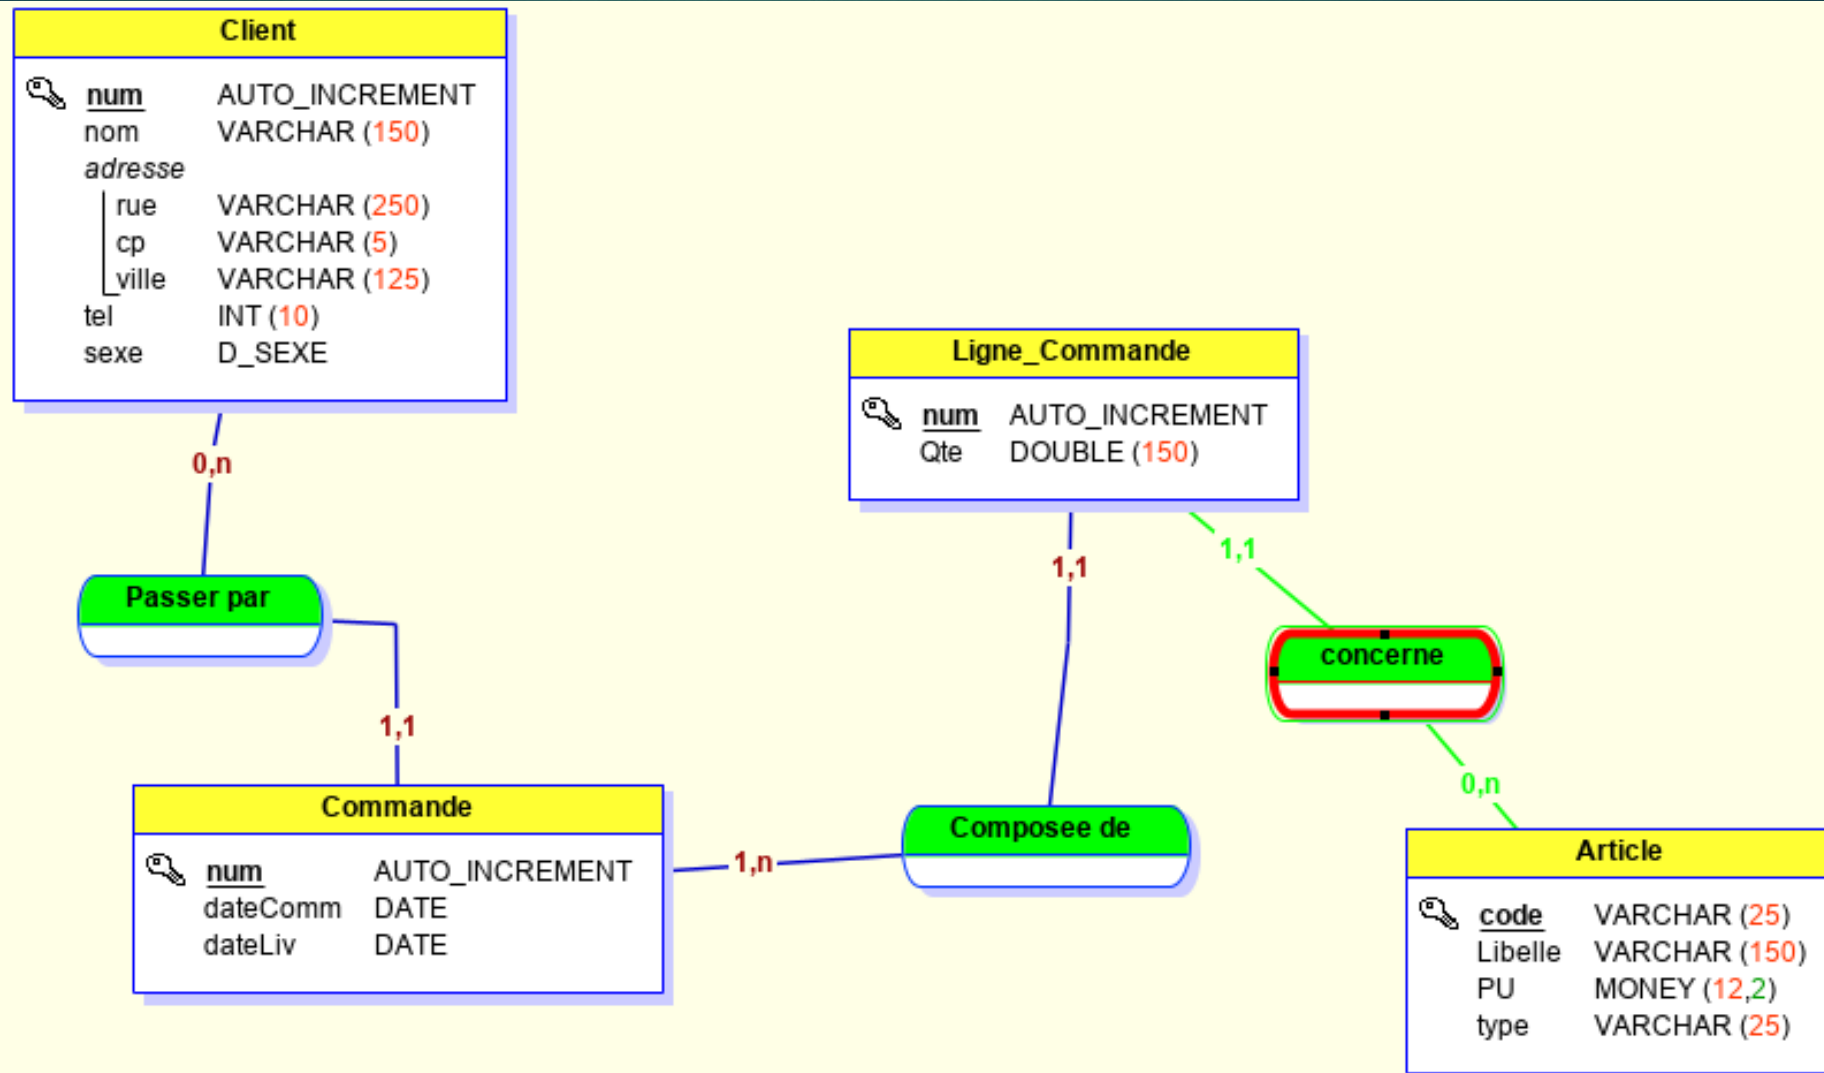 Client
num AUTO_INCREMENT
nom VARCHAR (150)
adresse
rue VARCHAR (250)
cp VARCHAR (5)
ville VARCHAR (125)
tel INT (10)
sexe D_SEXE
0,n
Passer par
1,1
Commande
num AUTO_INCREMENT
dateComm DATE
dateLiv DATE
1,n
Composee de
1,1
Ligne_Commande
num AUTO_INCREMENT
Qte DOUBLE (150)
1,1
concerne
0,n
Article
code VARCHAR (25)
Libelle VARCHAR (150)
PU MONEY (12,2)
type VARCHAR (25)